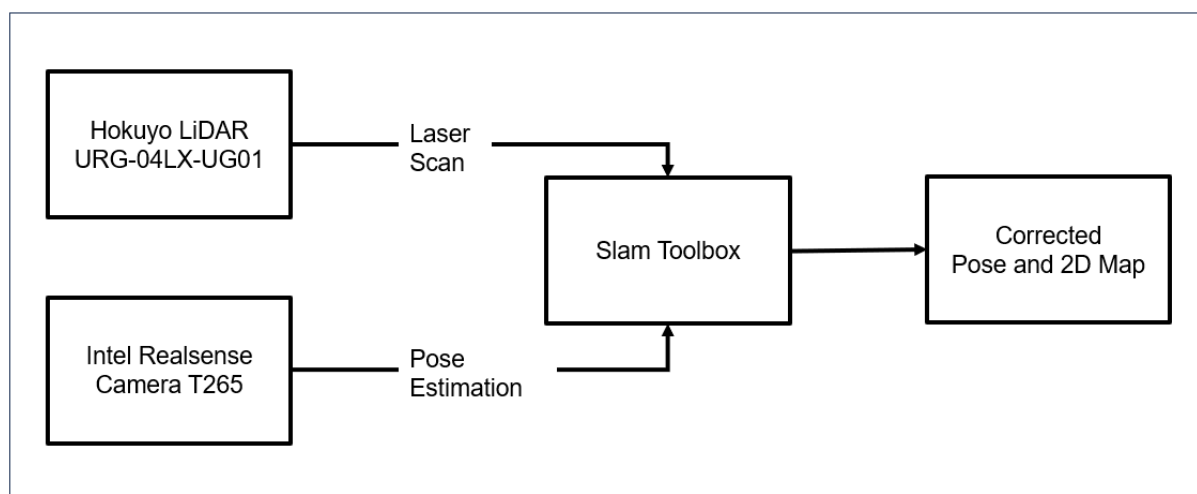 Hokuyo LiDAR
URG-04LX-UG01
Laser
Scan
Slam Toolbox
Corrected
Pose and 2D Map
Intel Realsense
Camera T265
Pose
Estimation